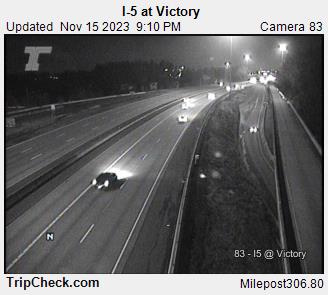 I-5 at Victory
Updated Nov 15 2023 9:10 PM Camera 83
T
N
83 - I5 @ Victory
TripCheck.com Milepost306.80